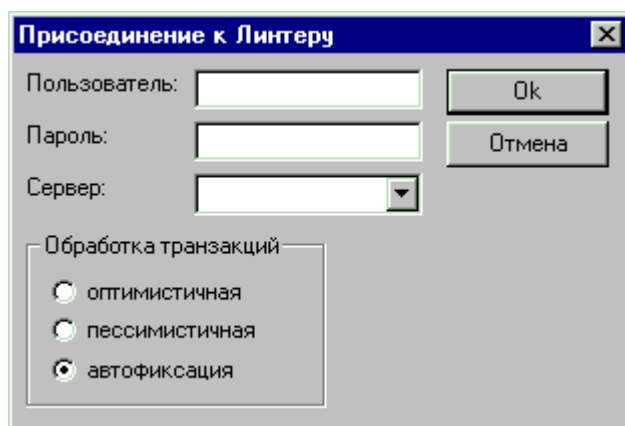 Присоединение к Линтеру
Пользователь:
Ok
Пароль:
Отмена
Сервер:
Обработка транзакций
оптимистичная
пессимистичная
автофиксация